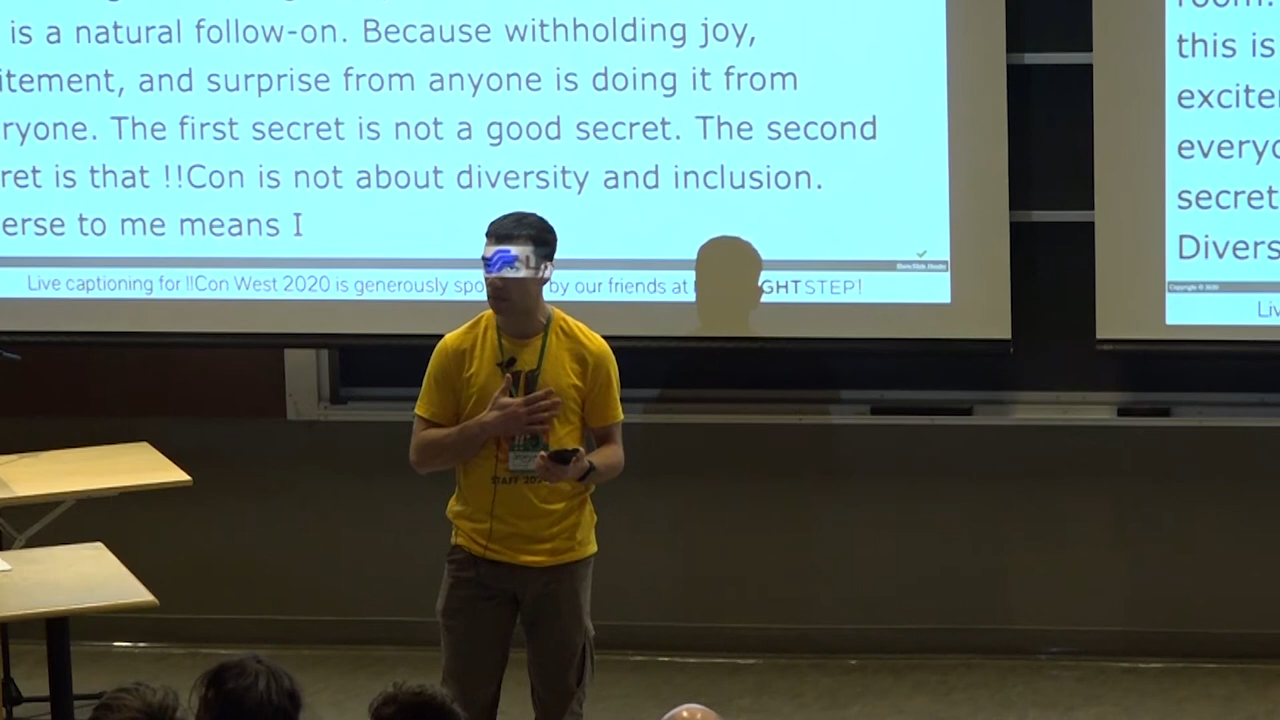 is a natural follow-on. Because withholding joy,
itement, and surprise from anyone is doing it from
ryone. The first secret is not a good secret. The second
ret is that !!Con is not about diversity and inclusion.
erse to me means I
Live captioning for !!Con West 2020 is generously spo by our friends at GHTSTEP!
this is
exciter
everyo
secret
Divers
Copyright © 2020
Liv
STAFF 202